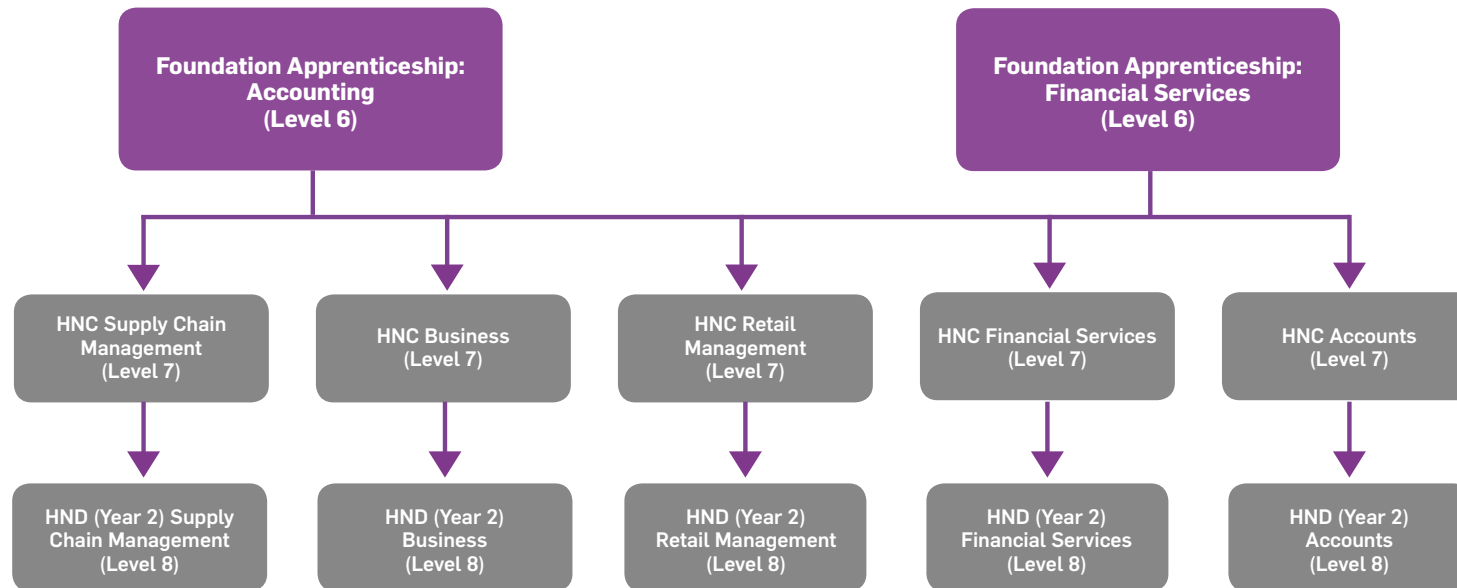 Foundation Apprenticeship:
Accounting
(Level 6)
Foundation Apprenticeship:
Financial Services
(Level 6)
HNC Supply Chain
Management
(Level 7)
HNC Business
(Level 7)
HNC Retail
Management
(Level 7)
HNC Financial Services
(Level 7)
HNC Accounts
(Level 7)
HND (Year 2) Supply
Chain Management
(Level 8)
HND (Year 2)
Business
(Level 8)
HND (Year 2)
Retail Management
(Level 8)
HND (Year 2)
Financial Services
(Level 8)
HND (Year 2)
Accounts
(Level 8)